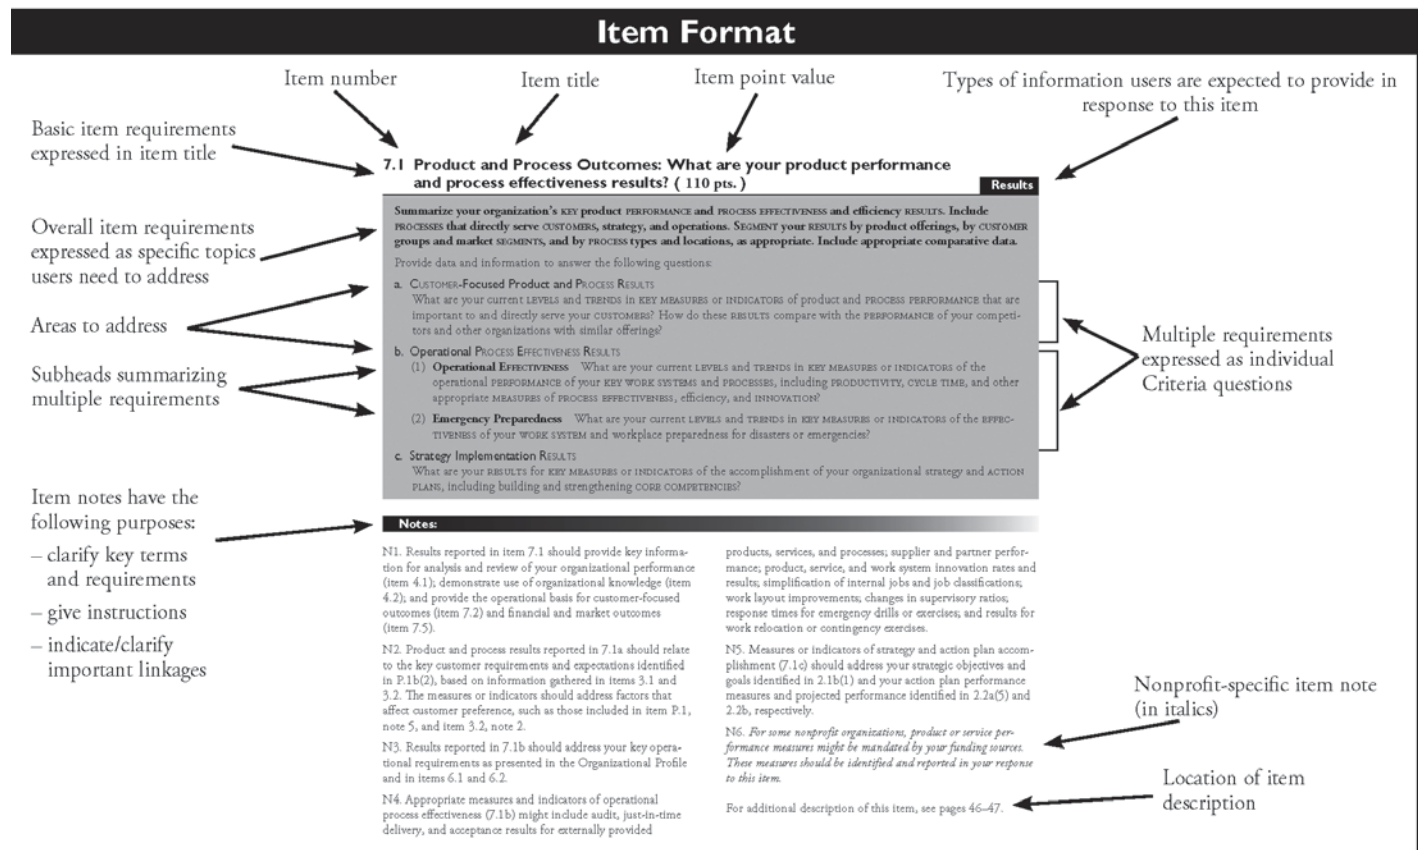 Item Format
Item number
Item title
Item point value
Types of information users are expected to provide in
response to this item
Basic item requirements
expressed in item title
7.1 Product and Process Outcomes: What are your product performance
and process effectiveness results? ( 110 pts. )
Results
Overall item requirements
expressed as specific topics
users need to address
Summarize your organization's KEY product PERFORMANCE and PROCESS EFFECTIVENESS and efficiency RESULTS. Include
PROCESSES that directly serve CUSTOMERS, strategy, and operations. SEGMENT your RESULTS by product offerings, by CUSTOMER
groups and market SEGMENTS, and by PROCESS types and locations, as appropriate. Include appropriate comparative data.
Provide data and information to answer the following questions:
Areas to address
a. CUSTOMER-Focused Product and PROCESS RESULTS
What are your current LEVELS and TRENDS in KEY MEASURES or INDICATORS of product and PROCESS PERFORMANCE that are
important to and directly serve your CUSTOMERS? How do these RESULTS compare with the PERFORMANCE of your competi-
tors and other organizations with similar offerings?
Multiple requirements
expressed as individual
Criteria questions
Subheads summarizing
multiple requirements
b. Operational PROCESS EFFECTIVENESS RESULTS
(1) Operational EFFECTIVENESS What are your current LEVELS and TRENDS in KEY MEASURES or INDICATORS of the
operational PERFORMANCE of your KEY WORK SYSTEMS and PROCESSES, including PRODUCTIVITY, CYCLE TIME, and other
appropriate MEASURES of PROCESS EFFECTIVENESS, efficiency, and INNOVATION?
(2) Emergency Preparedness What are your current LEVELS and TRENDS in KEY MEASURES or INDICATORS of the EFFEC-
TIVENESS of your WORK SYSTEM and workplace preparedness for disasters or emergencies?
c. Strategy Implementation RESULTS
What are your RESULTS for KEY MEASURES or INDICATORS of the accomplishment of your organizational strategy and ACTION
PLANS, including building and strengthening CORE COMPETENCIES?
Item notes have the
following purposes:
– clarify key terms
and requirements
– give instructions
– indicate/clarify
important linkages
Notes:
N1. Results reported in item 7.1 should provide key informa-
tion for analysis and review of your organizational performance
(item 4.1); demonstrate use of organizational knowledge (item
4.2); and provide the operational basis for customer-focused
outcomes (item 7.2) and financial and market outcomes
(item 7.5).
N2. Product and process results reported in 7.1a should relate
to the key customer requirements and expectations identified
in P.1b(2), based on information gathered in items 3.1 and
3.2. The measures or indicators should address factors that
affect customer preference, such as those included in item P.1,
note 5, and item 3.2, note 2.
N3. Results reported in 7.1b should address your key opera-
tional requirements as presented in the Organizational Profile
and in items 6.1 and 6.2.
N4. Appropriate measures and indicators of operational
process effectiveness (7.1b) might include audit, just-in-time
delivery, and acceptance results for externally provided
products, services, and processes; supplier and partner perfor-
mance; product, service, and work system innovation rates and
results; simplification of internal jobs and job classifications;
work layout improvements; changes in supervisory ratios;
response times for emergency drills or exercises; and results for
work relocation or contingency exercises.
N5. Measures or indicators of strategy and action plan accom-
plishment (7.1c) should address your strategic objectives and
goals identified in 2.1b(1) and your action plan performance
measures and projected performance identified in 2.2a(5) and
2.2b, respectively.
N6. For some nonprofit organizations, product or service per-
formance measures might be mandated by your funding sources.
These measures should be identified and reported in your response
to this item.
For additional description of this item, see pages 46–47.
Nonprofit-specific item note
(in italics)
Location of item
description